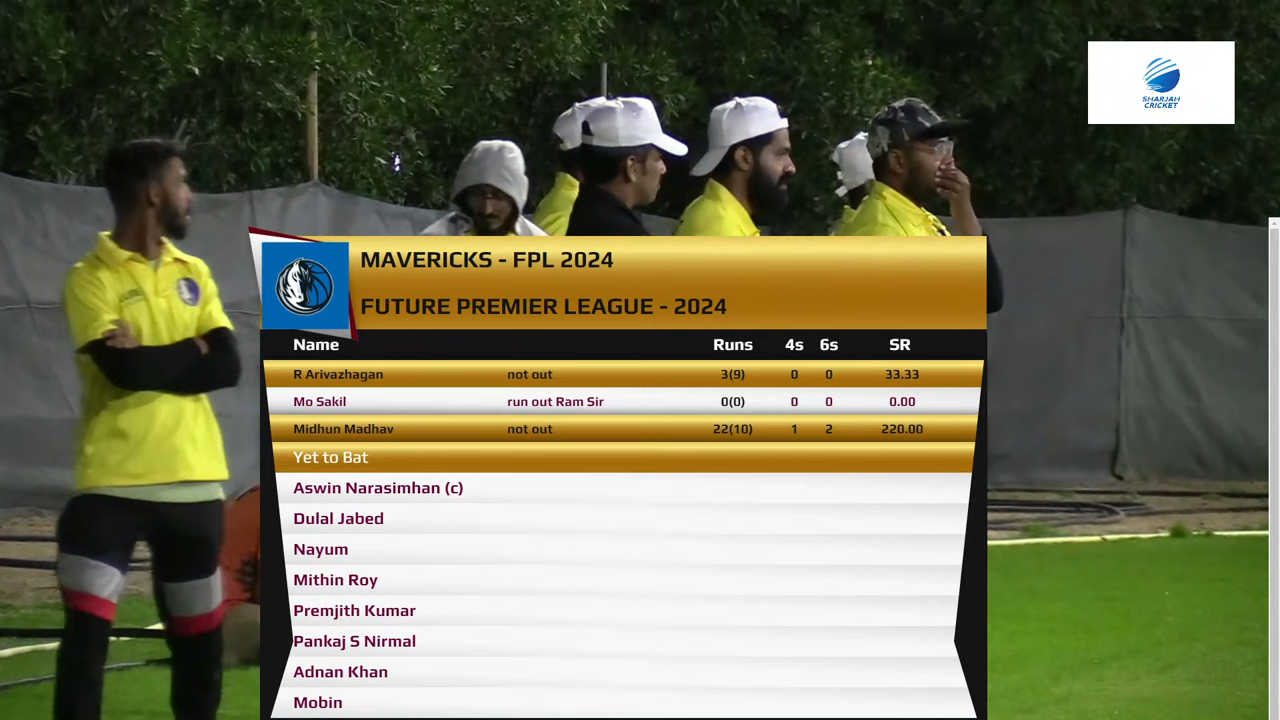 SHARJAH
CRICKET
MAVERICKS - FPL 2024
FUTURE PREMIER LEAGUE - 2024
Name Runs 4s 6s SR
R Arivazhagan not out 3(9) 0 0 33.33
Mo Sakil run out Ram Sir 0(0) 0 0 0.00
Midhun Madhav not out 22(10) 1 2 220.00
Yet to Bat
Aswin Narasimhan (c)
Dulal Jabed
Nayum
Mithin Roy
Premjith Kumar
Pankaj S Nirmal
Adnan Khan
Mobin